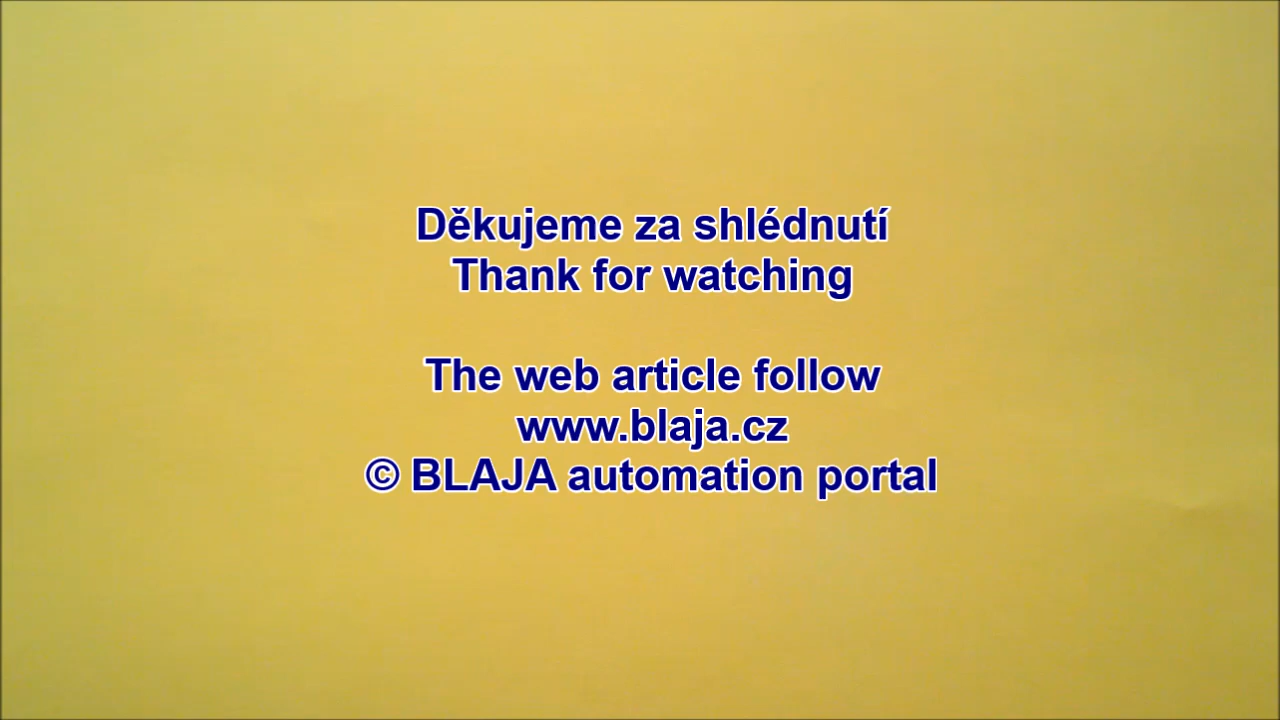 Děkujeme za shlédnutí
Thank for watching
The web article follow
www.blaja.cz
© BLAJA automation portal